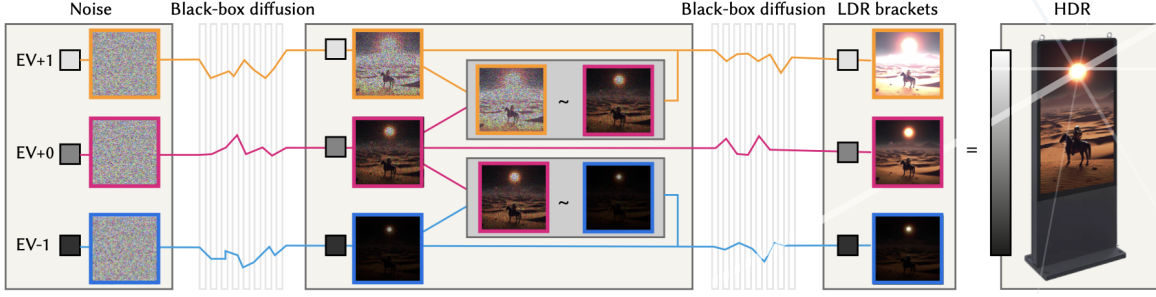 Noise
Black-box diffusion
Black-box diffusion
LDR brackets
HDR
EV+1
~
EV+0
=
~
EV-1